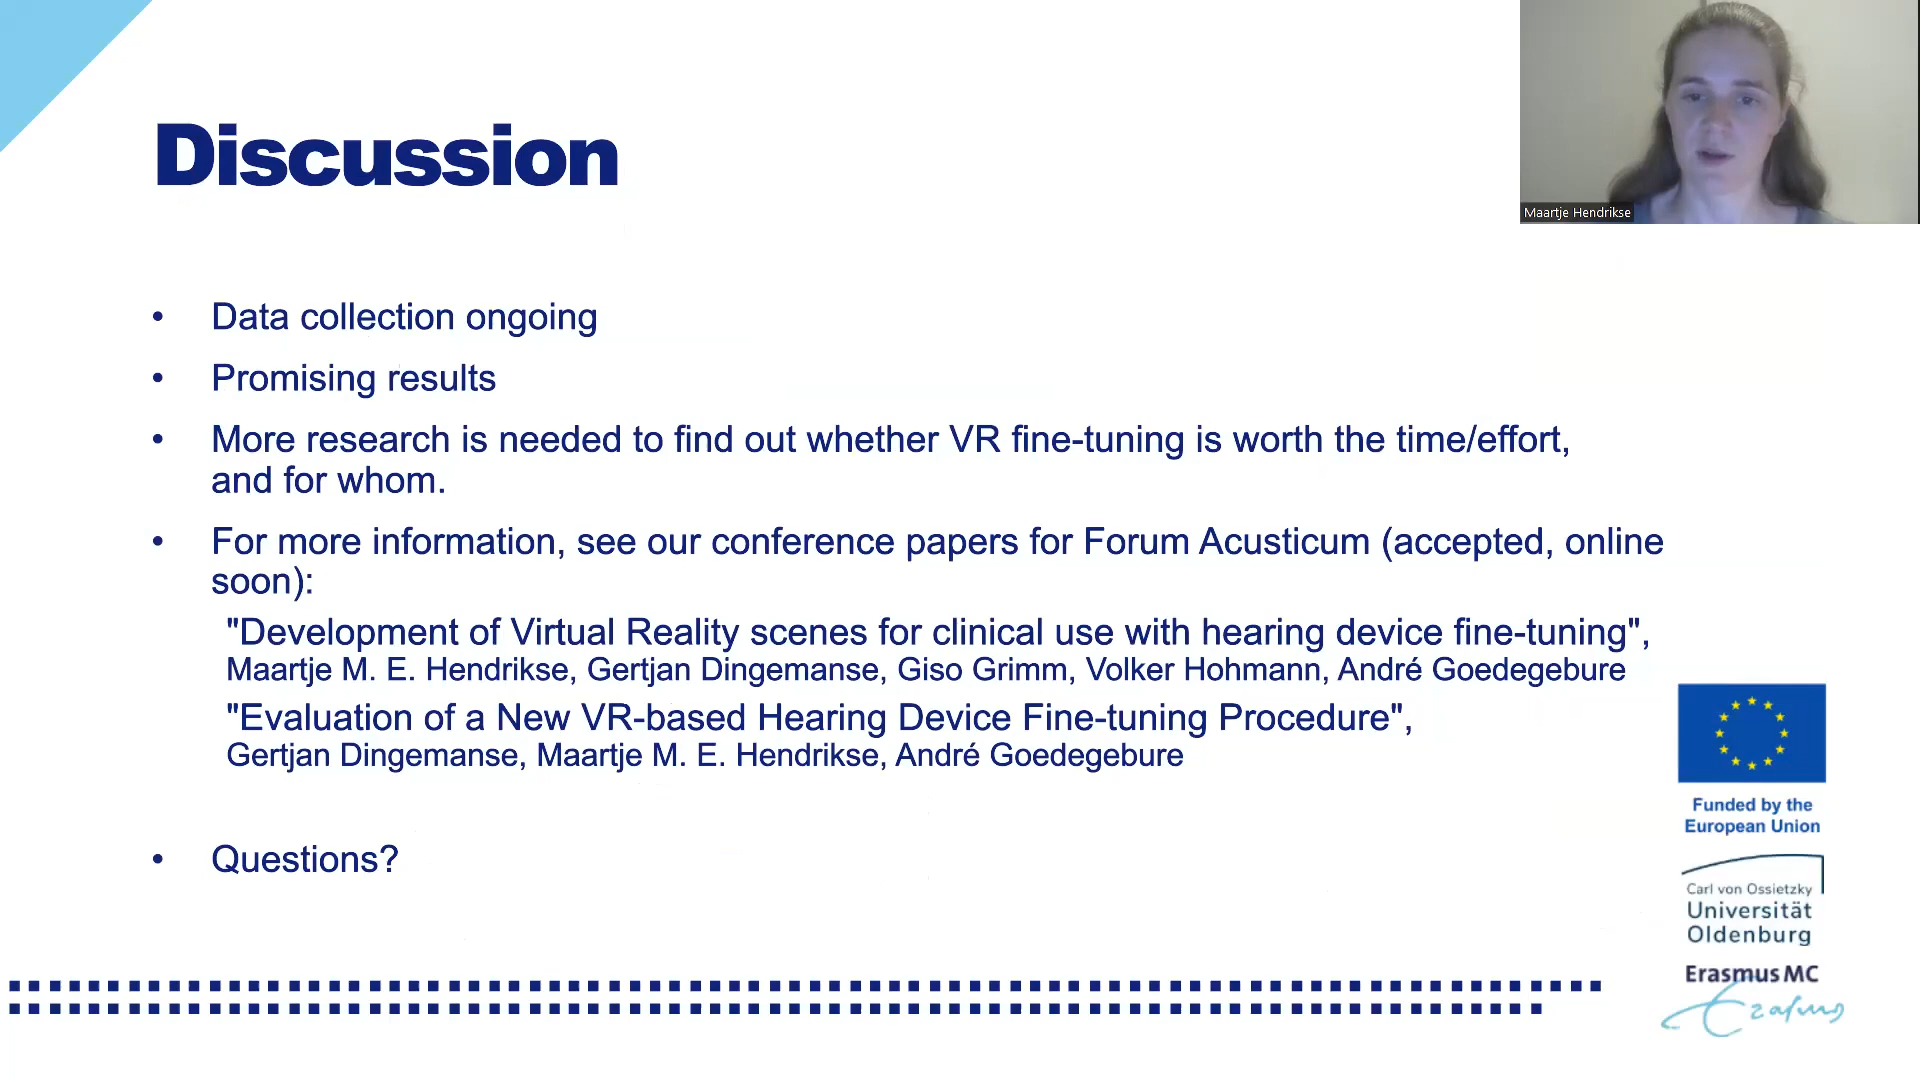 Discussion
Maartje Hendrikse
• Data collection ongoing
• Promising results
• More research is needed to find out whether VR fine-tuning is worth the time/effort,
and for whom.
• For more information, see our conference papers for Forum Acusticum (accepted, online
soon):
"Development of Virtual Reality scenes for clinical use with hearing device fine-tuning",
Maartje M. E. Hendrikse, Gertjan Dingemanse, Giso Grimm, Volker Hohmann, André Goedegebure
"Evaluation of a New VR-based Hearing Device Fine-tuning Procedure",
Gertjan Dingemanse, Maartje M. E. Hendrikse, André Goedegebure
• Questions?
Funded by the
European Union
Carl von Ossietzky
Universität
Oldenburg
Erasmus MC
Erasmus